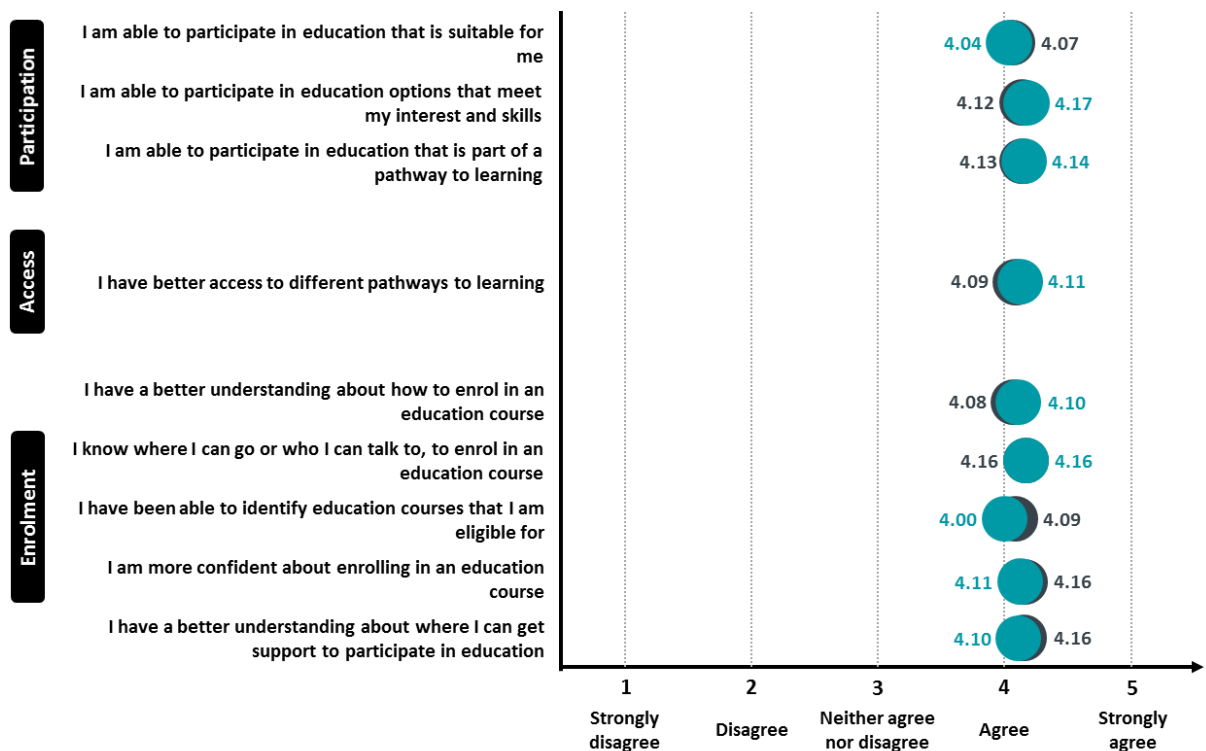 Participation
I am able to participate in education that is suitable for
me
4.04
4.07
I am able to participate in education options that meet
my interest and skills
4.12
4.17
I am able to participate in education that is part of a
pathway to learning
4.13
4.14
Access
I have better access to different pathways to learning
4.09
4.11
Enrolment
I have a better understanding about how to enrol in an
education course
4.08
4.10
I know where I can go or who I can talk to, to enrol in an
education course
4.16
4.16
I have been able to identify education courses that I am
eligible for
4.00
4.09
I am more confident about enrolling in an education
course
4.11
4.16
I have a better understanding about where I can get
support to participate in education
4.10
4.16
1
2
3
4
5
Strongly
disagree
Disagree
Neither agree
nor disagree
Agree
Strongly
agree